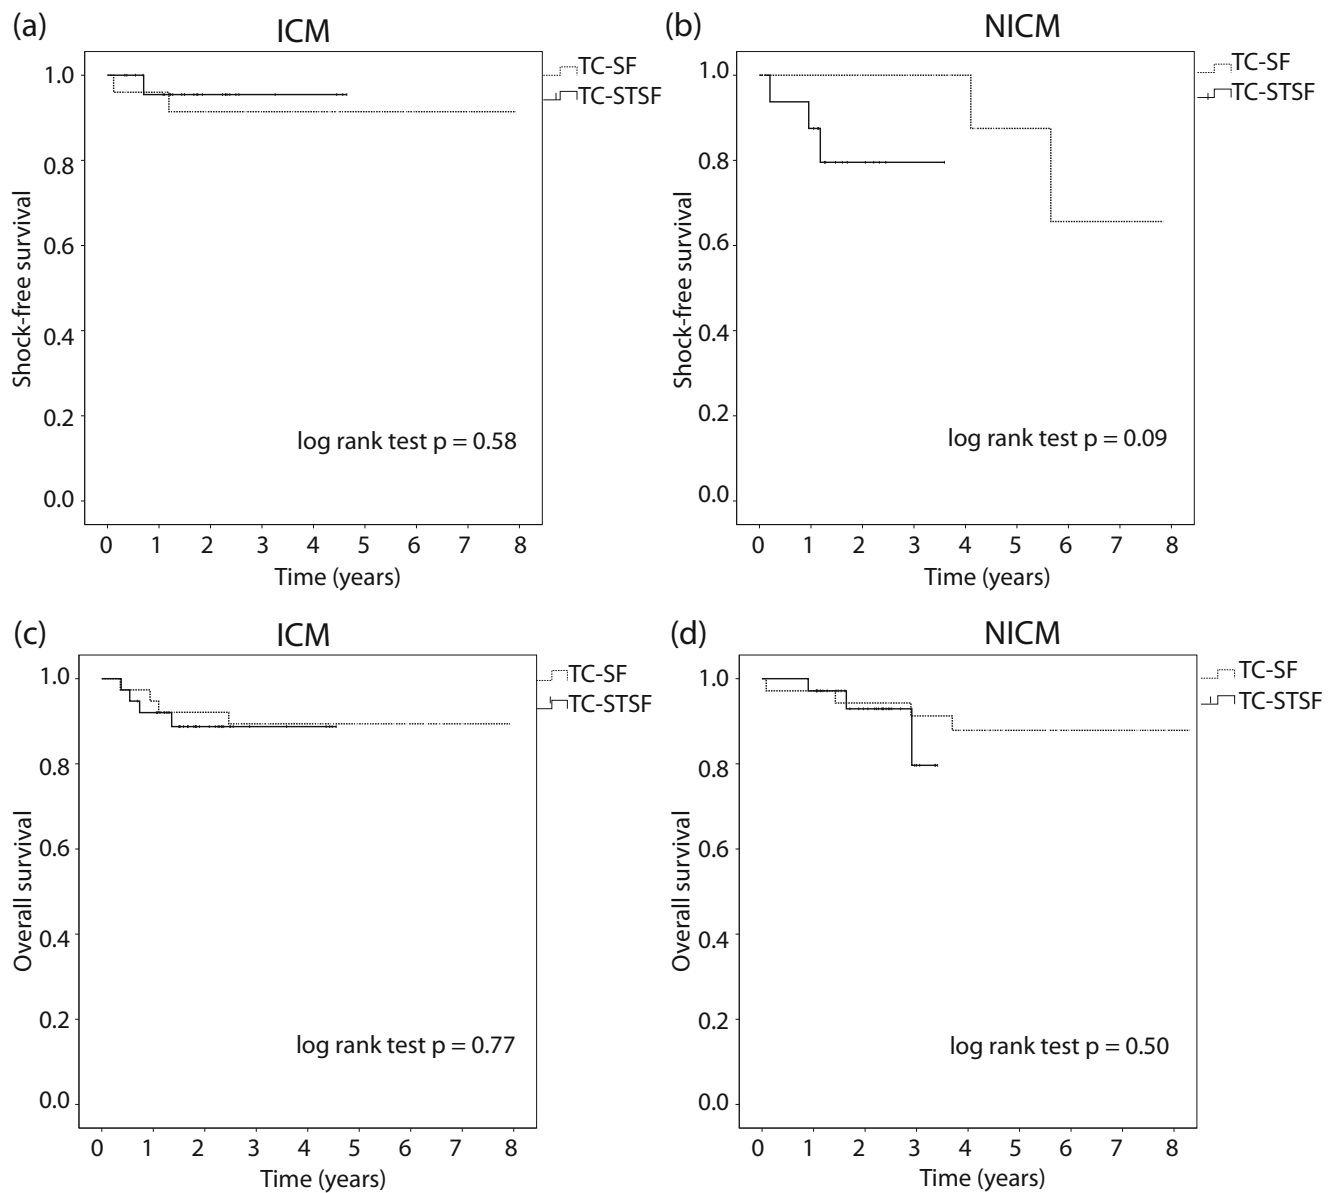 (a)
ICM
TC-SF
TC-STSF
1.0
0.8
0.6
0.4
0.2
0.0
Shock-free survival
log rank test p = 0.58
0 1 2 3 4 5 6 7 8
Time (years)
(b)
NICM
TC-SF
TC-STSF
1.0
0.8
0.6
0.4
0.2
0.0
Shock-free survival
log rank test p = 0.09
0 1 2 3 4 5 6 7 8
Time (years)
(c)
ICM
TC-SF
TC-STSF
1.0
0.8
0.6
0.4
0.2
0.0
Overall survival
log rank test p = 0.77
0 1 2 3 4 5 6 7 8
Time (years)
(d)
NICM
TC-SF
TC-STSF
1.0
0.8
0.6
0.4
0.2
0.0
Overall survival
log rank test p = 0.50
0 1 2 3 4 5 6 7 8
Time (years)